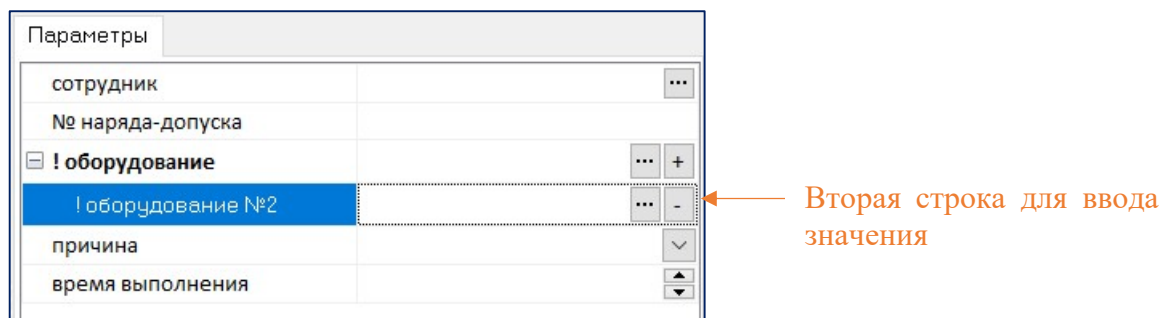 Параметры
сотрудник ...
№ наряда-допуска
! оборудование ... +
! оборудование №2 ... -
Вторая строка для ввода
значения
причина
время выполнения